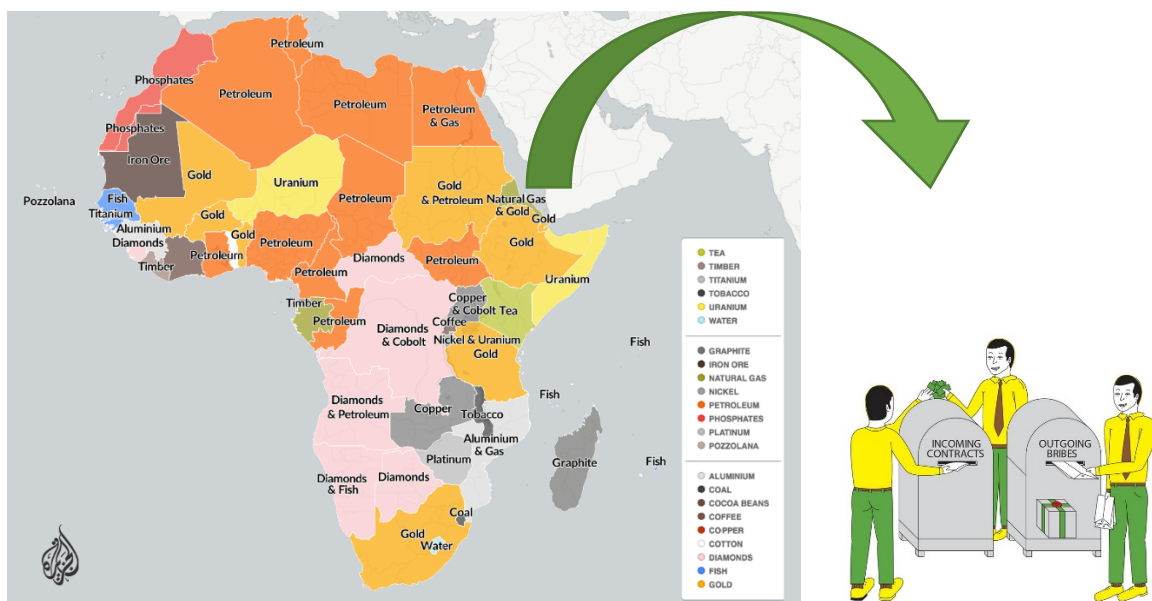 Petroleum
Phosphates
Petroleum
Petroleum
Petroleum
& Gas
Phosphates
Iron Ore
Gold
Uranium
Gold
& Petroleum
Petroleum
Natural Gas
& Gold
Pozzolana
Fish
Titanium
Gold
Gold
Gold
Aluminium
Diamonds
Gold
Petroleum
Petroleum
Diamonds
Petroleum
Timber
Petroleum
Uranium
Timber
Petroleum
Copper
& Cobolt
Tea
Coffee
Diamonds
& Cobolt
Nickel & Uranium
Gold
Fish
Fish
Diamonds
& Petroleum
Copper
Tobacco
Aluminium
& Gas
Platinum
Graphite
Fish
Diamonds
& Fish
Diamonds
Coal
Gold
Water
الجزيرة
TEA
TIMBER
TITANIUM
TOBACCO
URANIUM
WATER
GRAPHITE
IRON ORE
NATURAL GAS
NICKEL
PETROLEUM
PHOSPHATES
PLATINUM
POZZOLANA
ALUMINIUM
COAL
COCOA BEANS
COFFEE
COPPER
COTTON
DIAMONDS
FISH
GOLD
INCOMING
CONTRACTS
OUTGOING
BRIBES